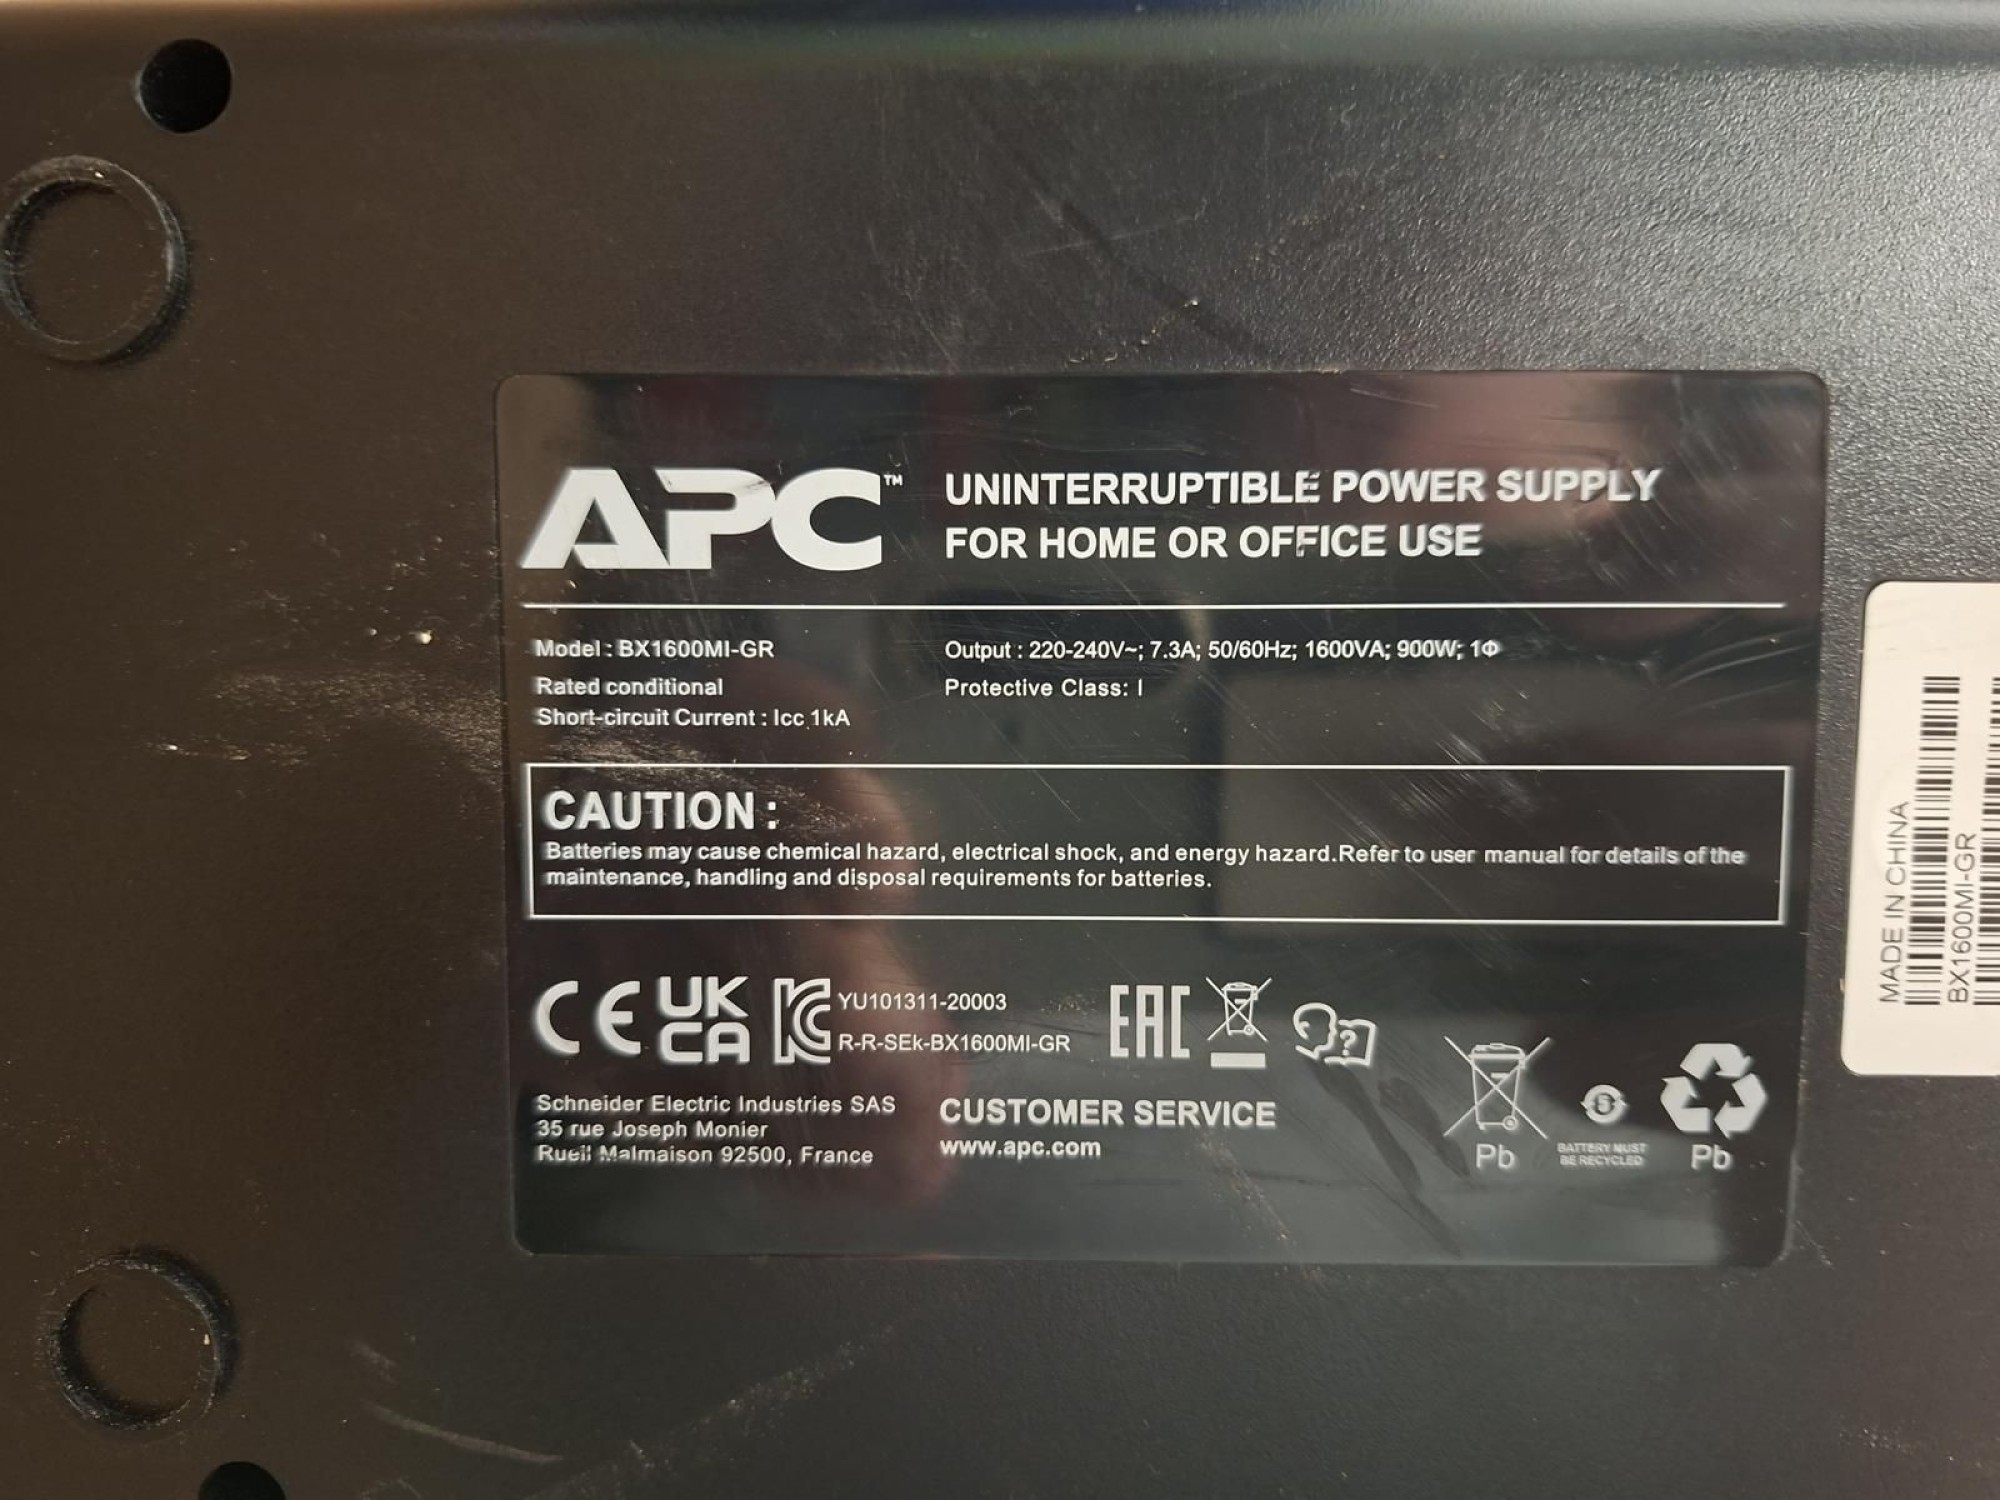 APC™
UNINTERRUPTIBLE POWER SUPPLY
FOR HOME OR OFFICE USE
Model : BX1600MI-GR
Rated conditional
Short-circuit Current : Icc 1kA
Output : 220-240V~; 7.3A; 50/60Hz; 1600VA; 900W; 1Φ
Protective Class: I
CAUTION :
Batteries may cause chemical hazard, electrical shock, and energy hazard.Refer to user manual for details of the
maintenance, handling and disposal requirements for batteries.
CE
UK
CA
YU101311-20003
R-R-SEk-BX1600MI-GR
EAC
?
Schneider Electric Industries SAS
35 rue Joseph Monier
Rueil Malmaison 92500, France
CUSTOMER SERVICE
www.apc.com
Pb
BATTERY MUST
BE RECYCLED
Pb
MADE IN CHINA
BX1600MI-GR